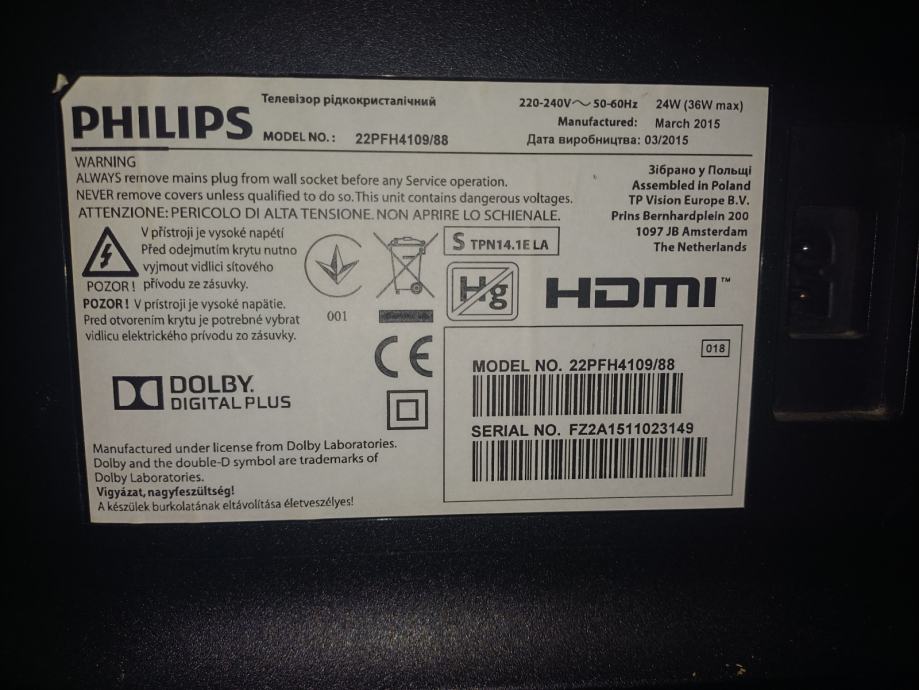 PHILIPS
Телевізор рідкокристалічний
MODEL NO.: 22PFH4109/88
220-240V～ 50-60Hz 24W (36W max)
Manufactured: March 2015
Дата виробництва: 03/2015
WARNING
ALWAYS remove mains plug from wall socket before any Service operation.
NEVER remove covers unless qualified to do so. This unit contains dangerous voltages.
ATTENZIONE: PERICOLO DI ALTA TENSIONE. NON APRIRE LO SCHIENALE.
Зібрано у Польщі
Assembled in Poland
TP Vision Europe B.V.
Prins Bernhardplein 200
1097 JB Amsterdam
The Netherlands
V přístroji je vysoké napětí
Před odejmutím krytu nutno
vyjmout vidlici síťového
POZOR! přívodu ze zásuvky.
POZOR! V prístroji je vysoké napätie.
Pred otvorením krytu je potrebné vybrat
vidlicu elektrického prívodu zo zásuvky.
001
S TPN14.1E LA
Hg
HDMI™
CE
DOLBY.
DIGITAL PLUS
018
MODEL NO. 22PFH4109/88
SERIAL NO. FZ2A1511023149
Manufactured under license from Dolby Laboratories.
Dolby and the double-D symbol are trademarks of
Dolby Laboratories.
Vigyázat, nagyfeszültség!
A készülek burkolatának eltávolítása életveszélyes!